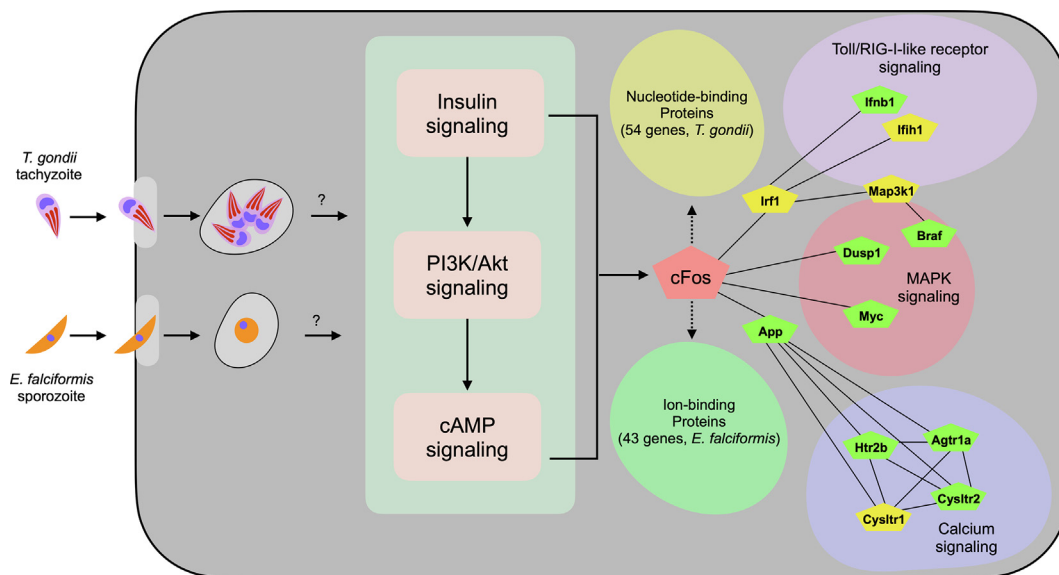 T. gondii
tachyzoite
?
E. falciformis
sporozoite
?
Insulin
signaling
PI3K/Akt
signaling
cAMP
signaling
Nucleotide-binding
Proteins
(54 genes, T. gondii)
cFos
Ion-binding
Proteins
(43 genes, E. falciformis)
Toll/RIG-I-like receptor
signaling
Ifnb1
Ifih1
Irf1
Map3k1
Braf
Dusp1
MAPK
signaling
Myc
App
Htr2b
Agtr1a
Cysltr2
Cysltr1
Calcium
signaling